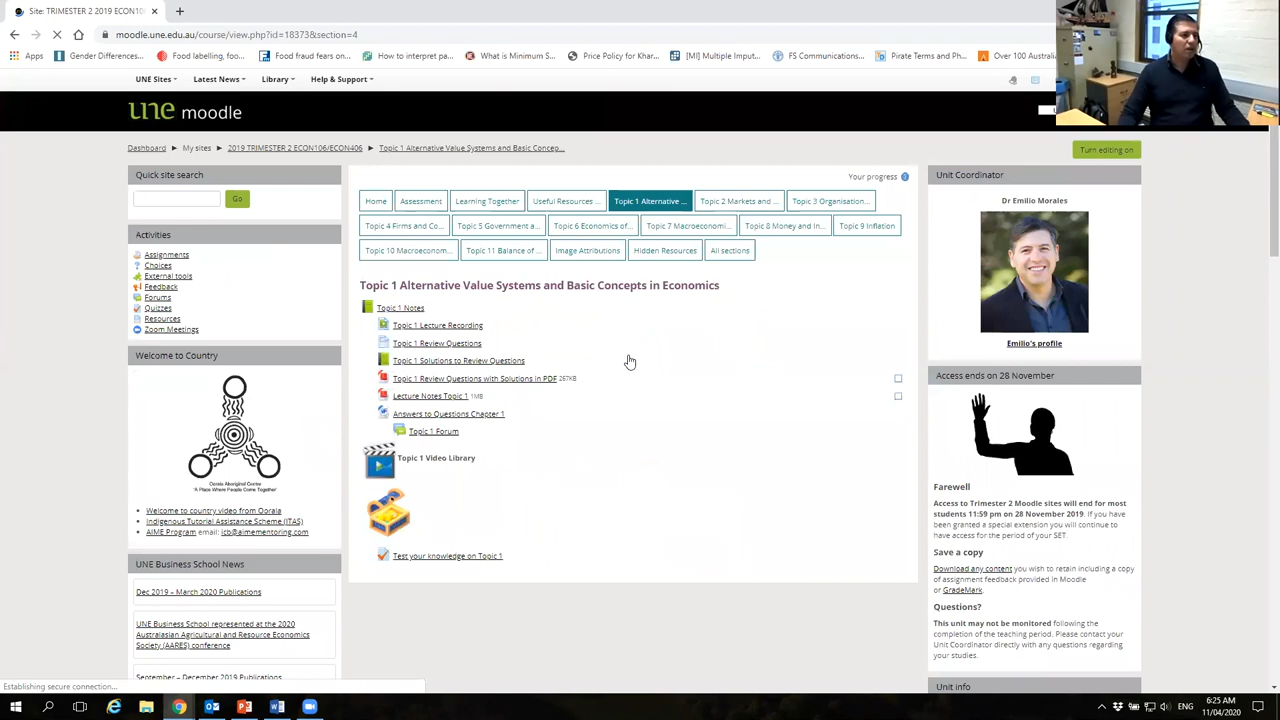 Site: TRIMESTER 2 2019 ECON10
moodle.une.edu.au/course/view.php?id=18373&section=4
Apps
Gender Differences...
Food labelling, foo...
Food fraud fears on...
How to interpret pa...
What is Minimum S...
Price Policy for Khar...
[MI] Multiple Imput...
FS Communications...
Pirate Terms and Ph...
Over 100 Australia
UNE Sites
Latest News
Library
Help & Support
une moodle
Dashboard ► My sites ► 2019 TRIMESTER 2 ECON106/ECON406 ► Topic 1 Alternative Value Systems and Basic Concep...
Turn editing on
Quick site search
Go
Activities
Assignments
Choices
External tools
Feedback
Forums
Quizzes
Resources
Zoom Meetings
Welcome to Country
Oorala Aboriginal Centre
'A Place Where People Come Together'
Welcome to country video from Oorala
Indigenous Tutorial Assistance Scheme (ITAS)
AIME Program email: icb@aimementoring.com
UNE Business School News
Dec 2019 – March 2020 Publications
UNE Business School represented at the 2020
Australasian Agricultural and Resource Economics
Society (AARES) conference
September – December 2019 Publications
Your progress
Home
Assessment
Learning Together
Useful Resources ...
Topic 1 Alternative ...
Topic 2 Markets and ...
Topic 3 Organisation...
Topic 4 Firms and Co...
Topic 5 Government a...
Topic 6 Economics of...
Topic 7 Macroeconomi...
Topic 8 Money and In...
Topic 9 Inflation
Topic 10 Macroeconom...
Topic 11 Balance of ...
Image Attributions
Hidden Resources
All sections
Topic 1 Alternative Value Systems and Basic Concepts in Economics
Topic 1 Notes
Topic 1 Lecture Recording
Topic 1 Review Questions
Topic 1 Solutions to Review Questions
Topic 1 Review Questions with Solutions in PDF 267KB
Lecture Notes Topic 1 1MB
Answers to Questions Chapter 1
Topic 1 Forum
Topic 1 Video Library
Test your knowledge on Topic 1
Unit Coordinator
Dr Emilio Morales
Emilio's profile
Access ends on 28 November
Farewell
Access to Trimester 2 Moodle sites will end for most
students 11:59 pm on 28 November 2019. If you have
been granted a special extension you will continue to
have access for the period of your SET.
Save a copy
Download any content you wish to retain including a copy
of assignment feedback provided in Moodle
or GradeMark.
Questions?
This unit may not be monitored following the
completion of the teaching period. Please contact your
Unit Coordinator directly with any questions regarding
your studies.
Unit info
Establishing secure connection...
ENG
6:25 AM
11/04/2020